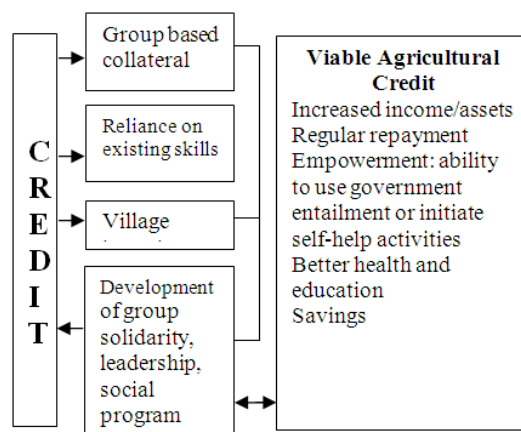 CREDIT
Group based
collateral
Reliance on
existing skills
Village
Development
of group
solidarity,
leadership,
social
program
Viable Agricultural
Credit
Increased income/assets
Regular repayment
Empowerment: ability
to use government
entailment or initiate
self-help activities
Better health and
education
Savings